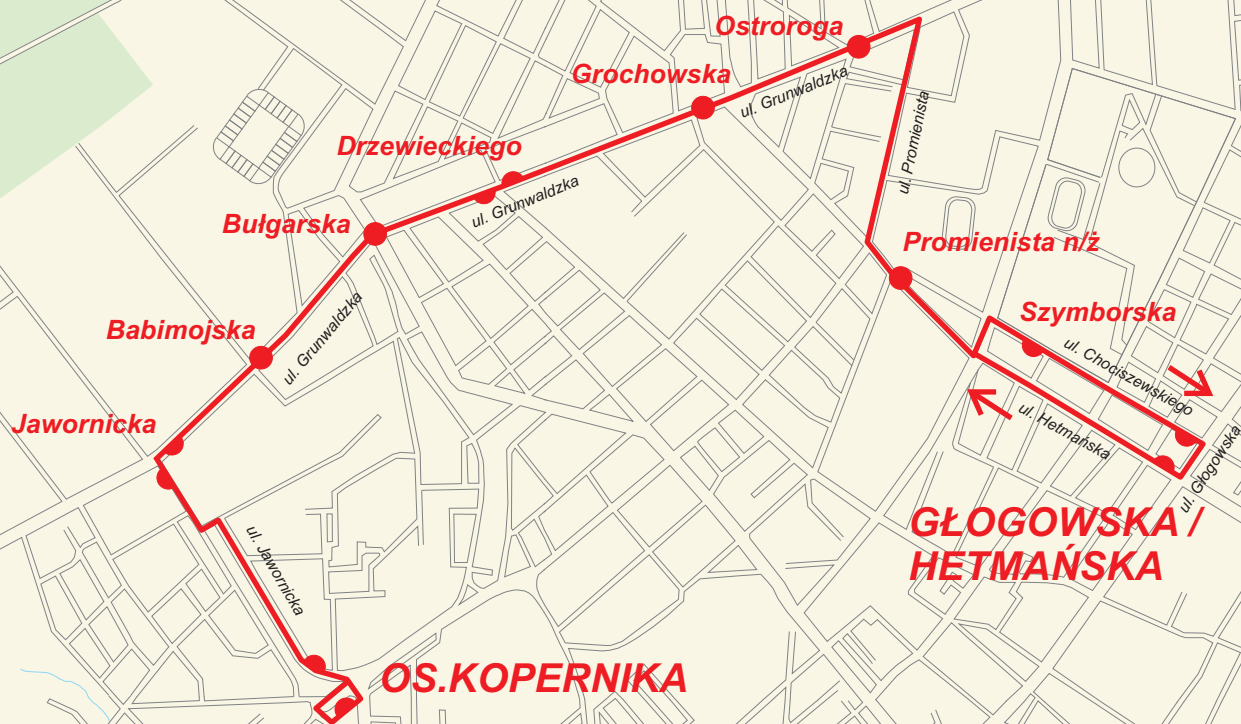 Ostroroga
Grochowska
ul. Grunwaldzka
ul. Promienista
Drzewieckiego
ul. Grunwaldzka
Bułgarska
Promienista n/ż
Babimojska
ul. Grunwaldzka
Szymborska
ul. Chociszewskiego
Jawornicka
ul. Hetmańska
ul. Głogowska
GŁOGOWSKA /
HETMAŃSKA
ul. Jawornicka
OS.KOPERNIKA